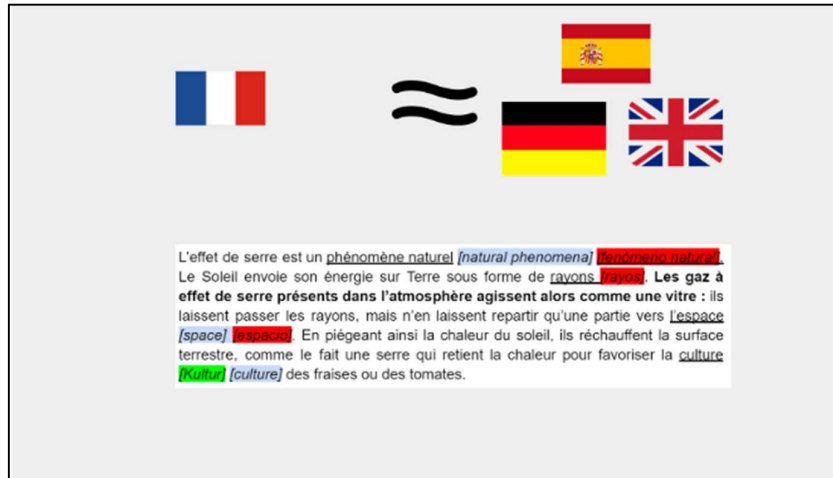 L'effet de serre est un phénomène naturel [natural phenomena] [fenómeno natural].
Le Soleil envoie son énergie sur Terre sous forme de rayons [rayos]. Les gaz à
effet de serre présents dans l'atmosphère agissent alors comme une vitre : ils
laissent passer les rayons, mais n'en laissent repartir qu'une partie vers l'espace
[space] [espacio]. En piégeant ainsi la chaleur du soleil, ils réchauffent la surface
terrestre, comme le fait une serre qui retient la chaleur pour favoriser la culture
[Kultur] [culture] des fraises ou des tomates.